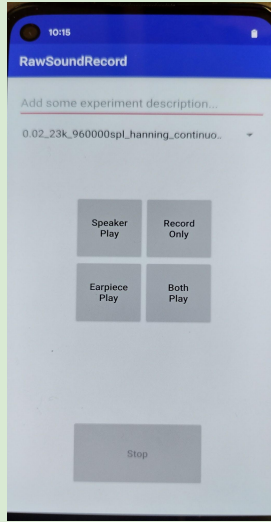 10:15
RawSoundRecord
Add some experiment description...
0.02_23k_960000spl_hanning_continuo..
Speaker
Play
Record
Only
Earpiece
Play
Both
Play
Stop